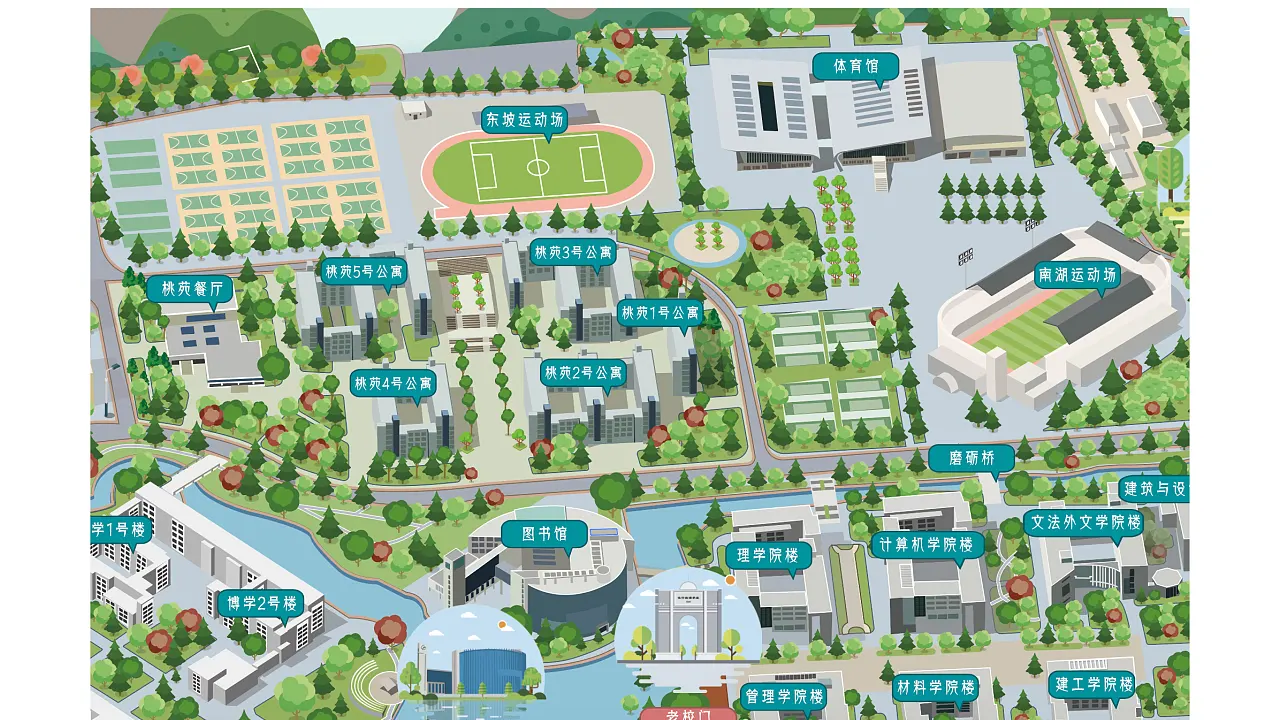 体育馆
东坡运动场
桃苑3号公寓
桃苑5号公寓
南湖运动场
桃苑餐厅
桃苑1号公寓
桃苑2号公寓
桃苑4号公寓
磨砺桥
建筑与设
文法外文学院楼
学1号楼
图书馆
计算机学院楼
理学院楼
博学2号楼
建工学院楼
材料学院楼
管理学院楼
老校门